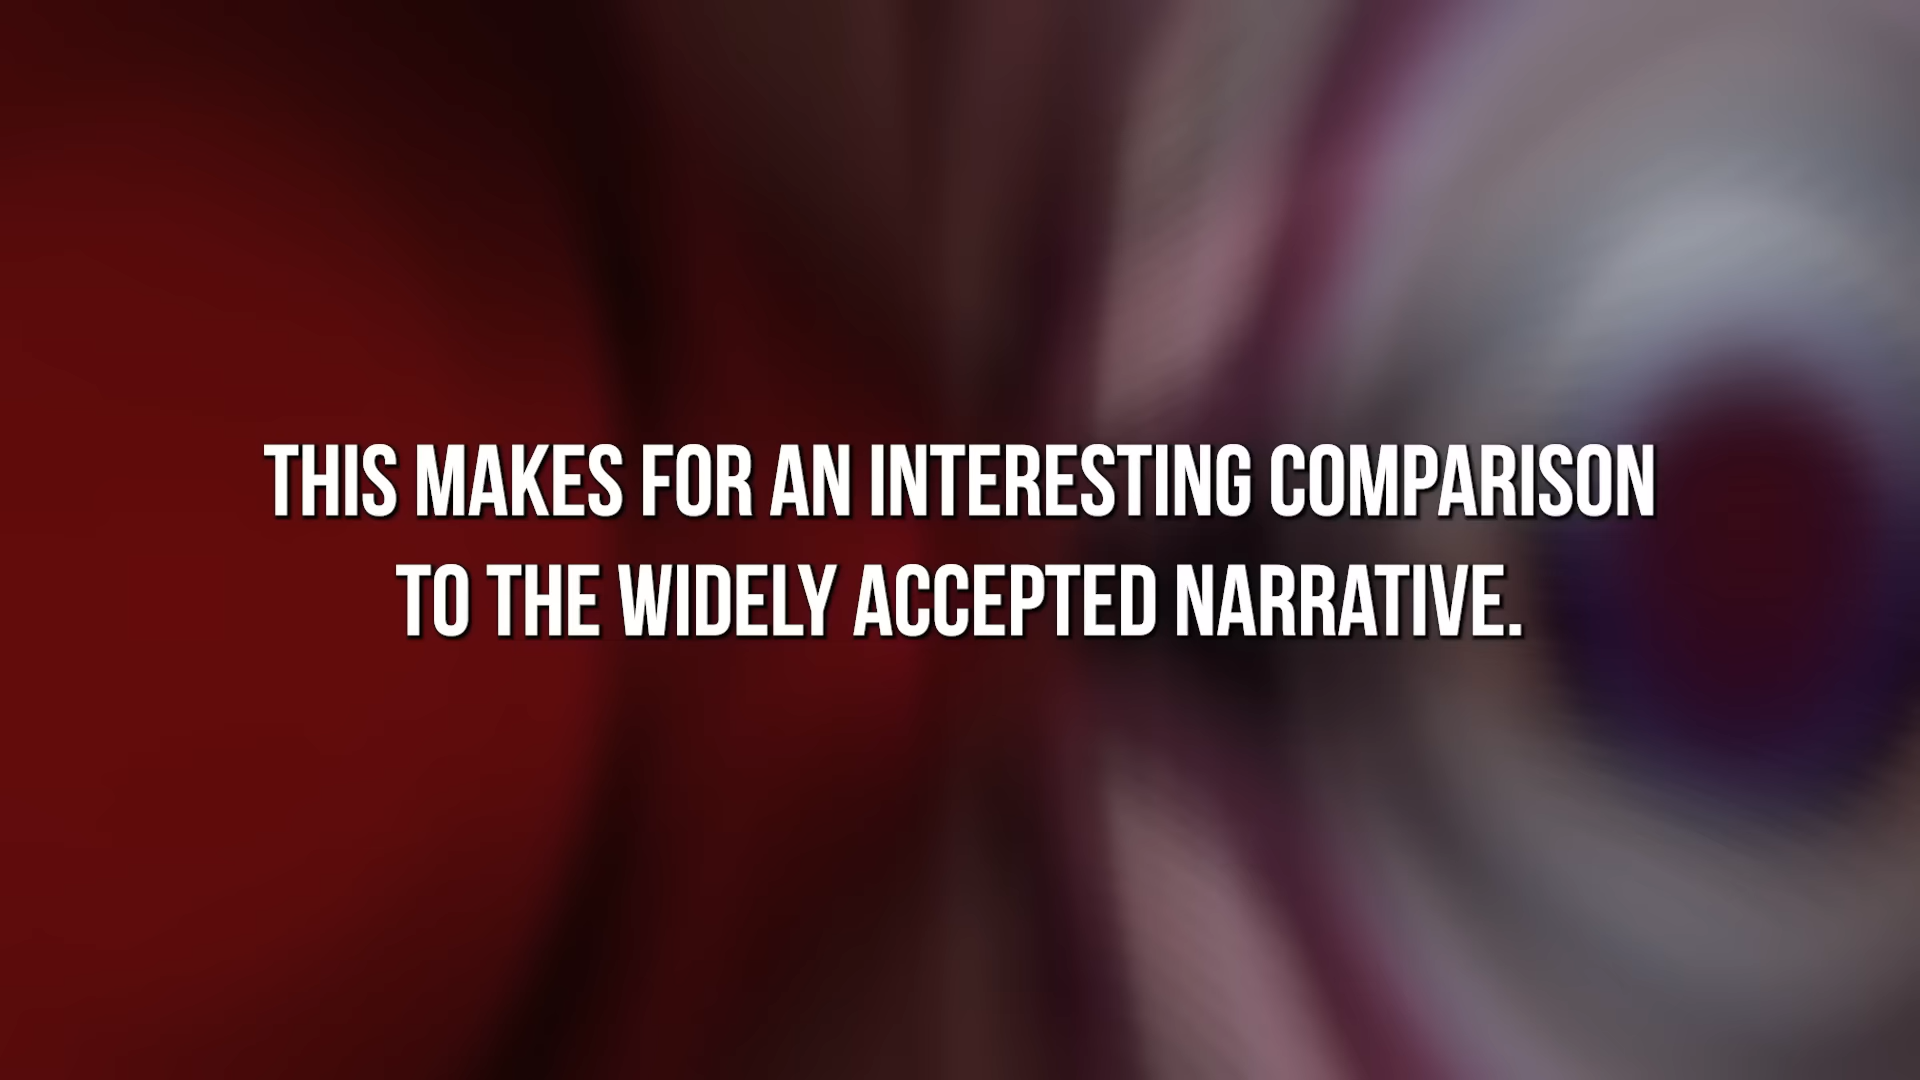 THIS MAKES FOR AN INTERESTING COMPARISON
TO THE WIDELY ACCEPTED NARRATIVE.